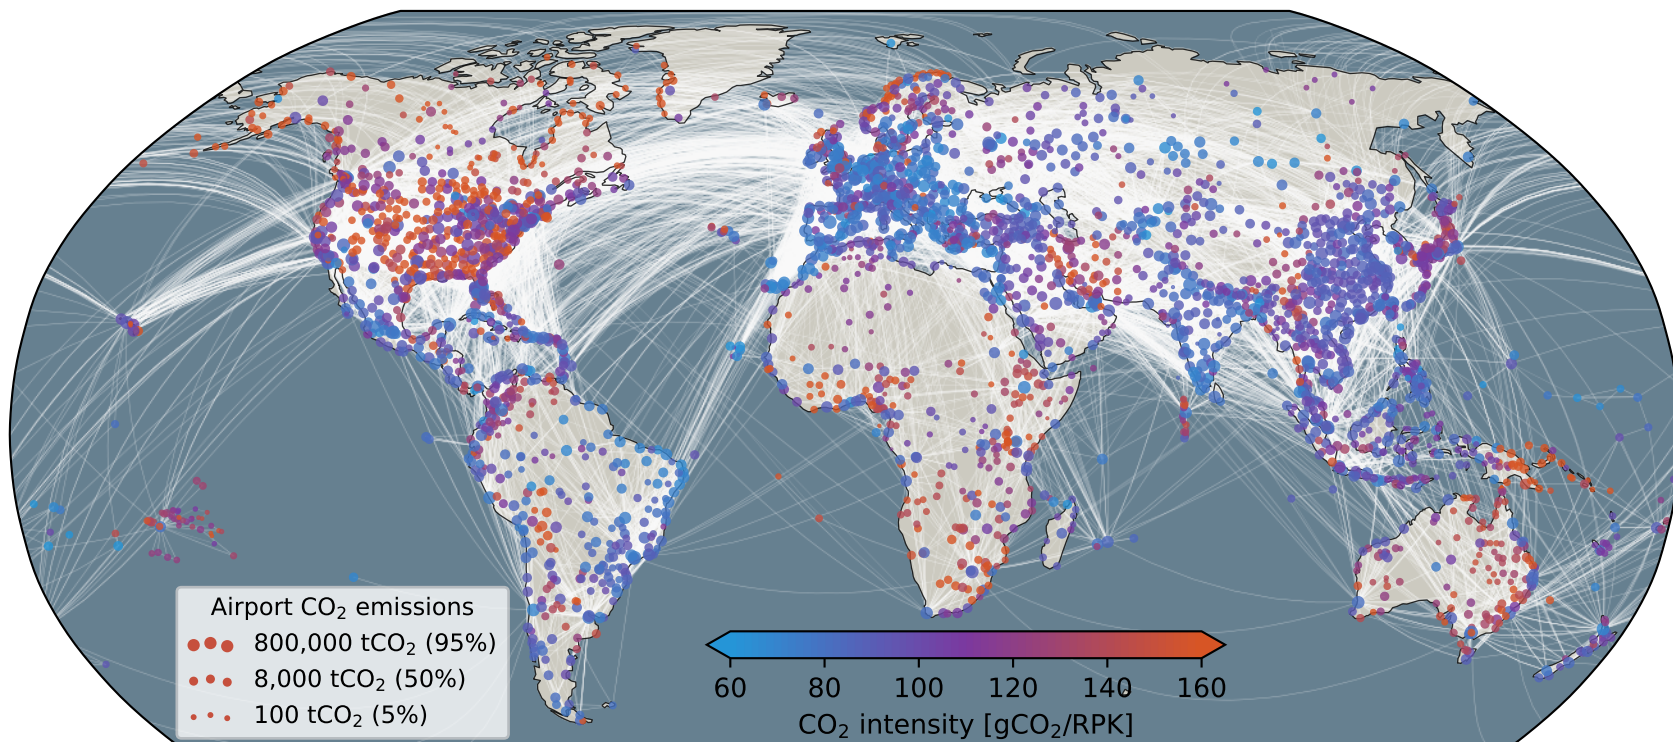 Airport CO₂ emissions
800,000 tCO₂ (95%)
8,000 tCO₂ (50%)
100 tCO₂ (5%)
60 80 100 120 140 160
CO₂ intensity [gCO₂/RPK]